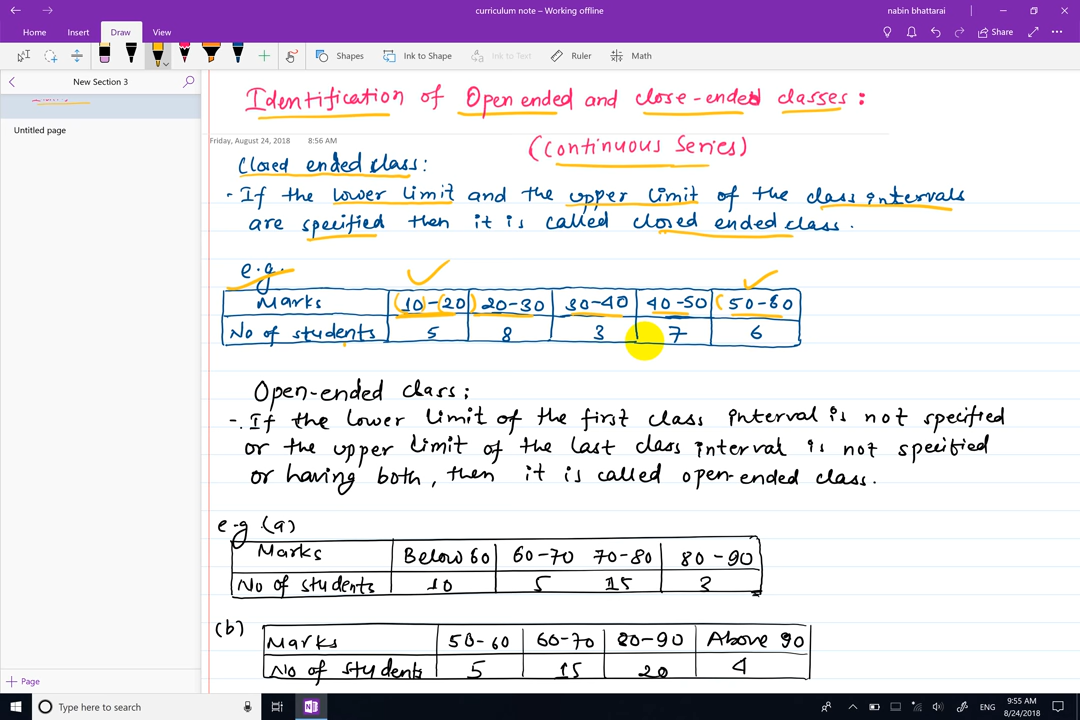 curriculum note – Working offline
nabin bhattarai
Home Insert Draw View
Share
Shapes Ink to Shape Ink to Text Ruler Math
New Section 3
Untitled page
Page
Identification of Open ended and close-ended classes :
Friday, August 24, 2018 8:56 AM
(Continuous Series)
Closed ended class :
- If the lower limit and the upper limit of the class intervals
are specified then it is called closed ended class .
e.g.
Marks (10)-(20) 20-30 30-40 40-50 (50-60
No of students 5 8 3 7 6
Open-ended class ;
-. If the lower limit of the first class interval is not specified
or the upper limit of the last class interval is not specified
or having both , then it is called open-ended class .
e.g (a)
Marks Below 60 60-70 70-80 80-90
No of students 10 5 15 3
(b)
Marks 50-60 60-70 80-90 Above 90
No of students 5 15 20 4
Type here to search
ENG
9:55 AM
8/24/2018